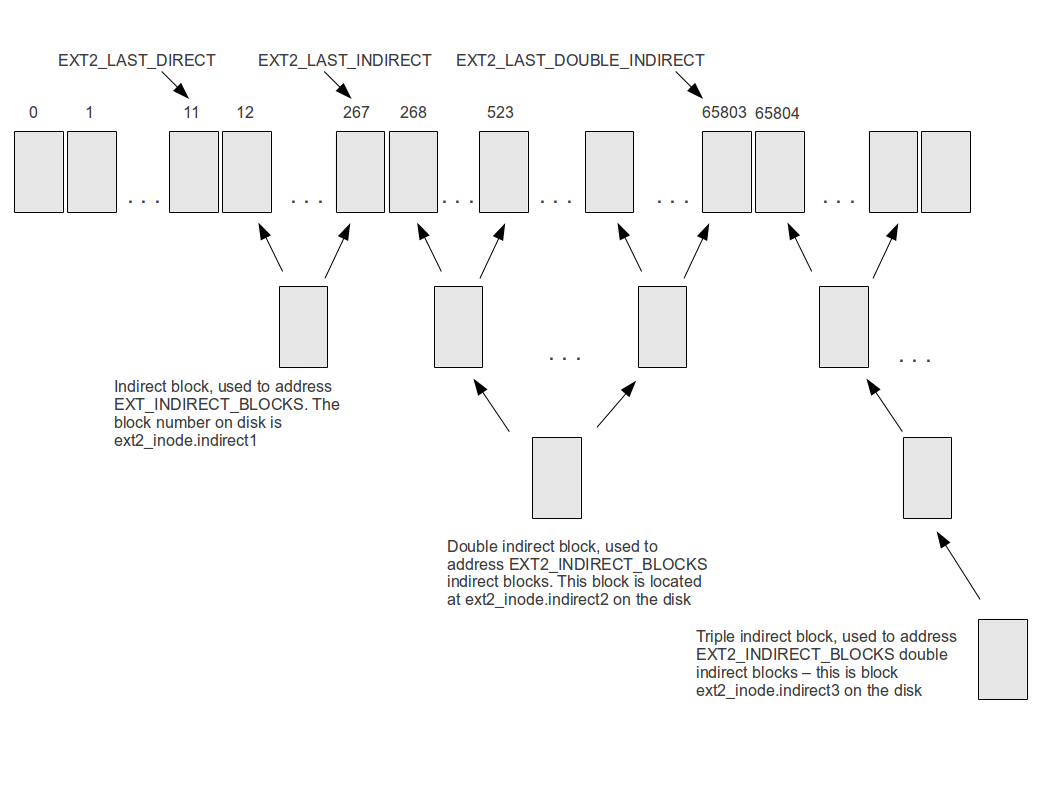 EXT2_LAST_DIRECT EXT2_LAST_INDIRECT EXT2_LAST_DOUBLE_INDIRECT
0 1 11 12 267 268 523 65803 65804
. . . . . . . . . . . . . . . . . .
. . . . . .
Indirect block, used to address
EXT_INDIRECT_BLOCKS. The
block number on disk is
ext2_inode.indirect1
Double indirect block, used to
address EXT2_INDIRECT_BLOCKS
indirect blocks. This block is located
at ext2_inode.indirect2 on the disk
Triple indirect block, used to address
EXT2_INDIRECT_BLOCKS double
indirect blocks – this is block
ext2_inode.indirect3 on the disk